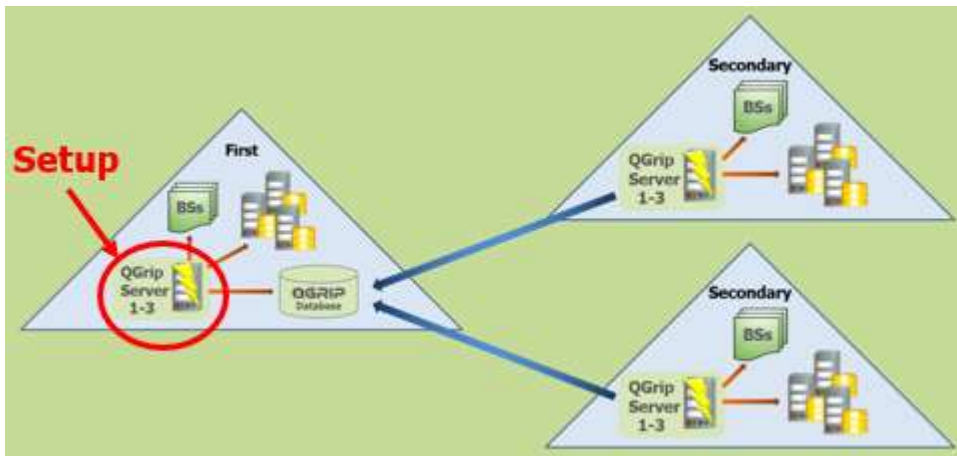 Setup
First
BSs
QGrip
Server
1-3
QGRIP
Database
Secondary
BSs
QGrip
Server
1-3
Secondary
BSs
QGrip
Server
1-3